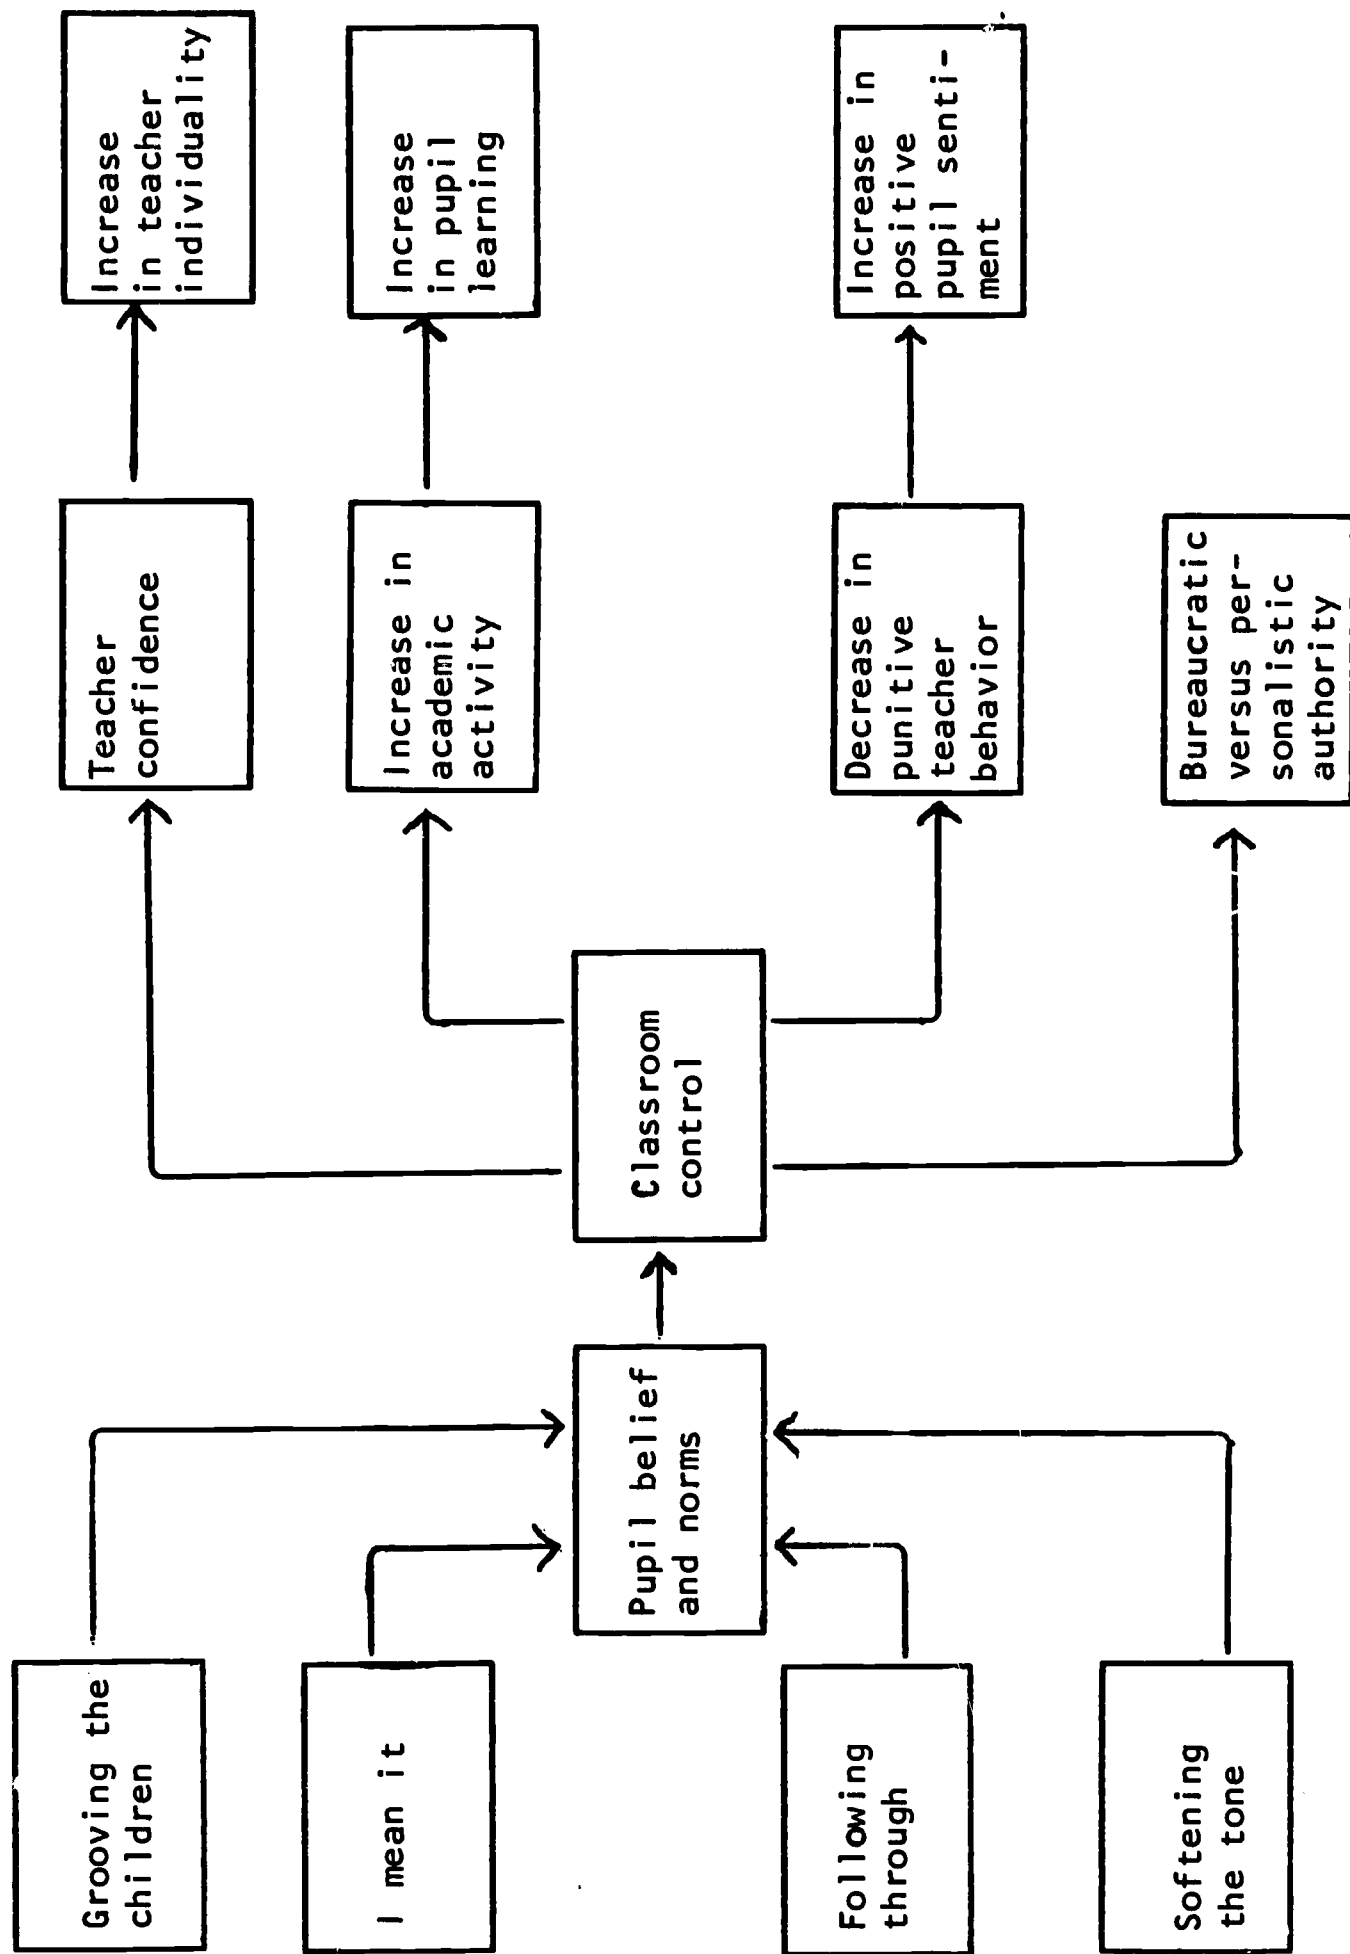 Grooving the
children
I mean it
Following
through
Softening
the tone
Pupil belief
and norms
Classroom
control
Teacher
confidence
Increase in
academic
activity
Decrease in
punitive
teacher
behavior
Bureaucratic
versus per-
sonalistic
authority
Increase
in teacher
individuality
Increase
in pupil
learning
Increase in
positive
pupil senti-
ment